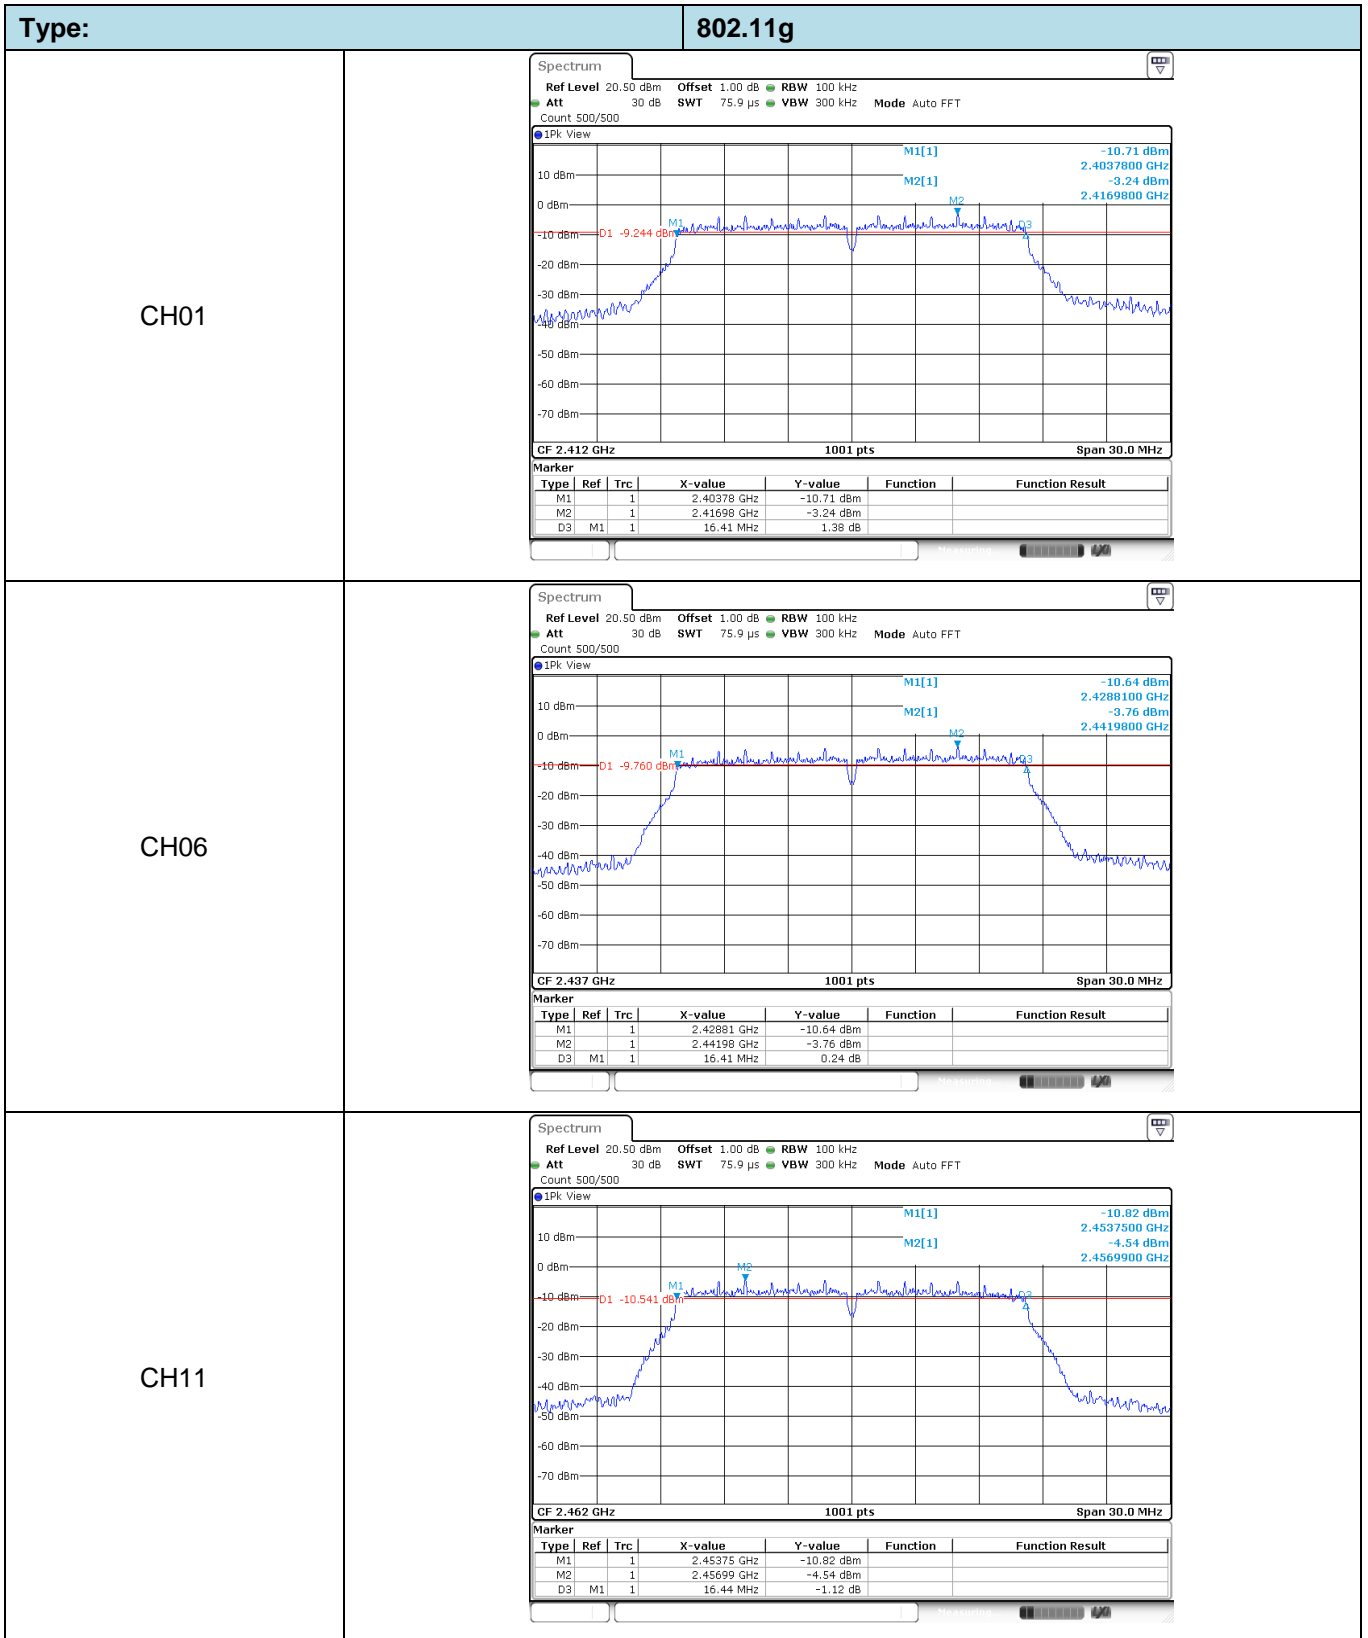 Type: 802.11g
CH01
Spectrum
Ref Level 20.50 dBm Offset 1.00 dB RBW 100 kHz
Att 30 dB SWT 75.9 µs VBW 300 kHz Mode Auto FFT
Count 500/500
1Pk View
M1[1] -10.71 dBm
2.4037800 GHz
10 dBm
M2[1] -3.24 dBm
2.4169800 GHz
0 dBm
M2
M1
D3
-10 dBm
D1 -9.244 dBm
-20 dBm
-30 dBm
-40 dBm
-50 dBm
-60 dBm
-70 dBm
CF 2.412 GHz 1001 pts Span 30.0 MHz
Marker
Type Ref Trc X-value Y-value Function Function Result
M1 1 2.40378 GHz -10.71 dBm
M2 1 2.41698 GHz -3.24 dBm
D3 M1 1 16.41 MHz 1.38 dB
Measuring
LXI
CH06
Spectrum
Ref Level 20.50 dBm Offset 1.00 dB RBW 100 kHz
Att 30 dB SWT 75.9 µs VBW 300 kHz Mode Auto FFT
Count 500/500
1Pk View
M1[1] -10.64 dBm
2.4288100 GHz
10 dBm
M2[1] -3.76 dBm
2.4419800 GHz
0 dBm
M2
M1
D3
-10 dBm
D1 -9.760 dBm
-20 dBm
-30 dBm
-40 dBm
-50 dBm
-60 dBm
-70 dBm
CF 2.437 GHz 1001 pts Span 30.0 MHz
Marker
Type Ref Trc X-value Y-value Function Function Result
M1 1 2.42881 GHz -10.64 dBm
M2 1 2.44198 GHz -3.76 dBm
D3 M1 1 16.41 MHz 0.24 dB
Measuring
LXI
CH11
Spectrum
Ref Level 20.50 dBm Offset 1.00 dB RBW 100 kHz
Att 30 dB SWT 75.9 µs VBW 300 kHz Mode Auto FFT
Count 500/500
1Pk View
M1[1] -10.82 dBm
2.4537500 GHz
10 dBm
M2[1] -4.54 dBm
2.4569900 GHz
0 dBm
M2
M1
D3
-10 dBm
D1 -10.541 dBm
-20 dBm
-30 dBm
-40 dBm
-50 dBm
-60 dBm
-70 dBm
CF 2.462 GHz 1001 pts Span 30.0 MHz
Marker
Type Ref Trc X-value Y-value Function Function Result
M1 1 2.45375 GHz -10.82 dBm
M2 1 2.45699 GHz -4.54 dBm
D3 M1 1 16.44 MHz -1.12 dB
Measuring
LXI